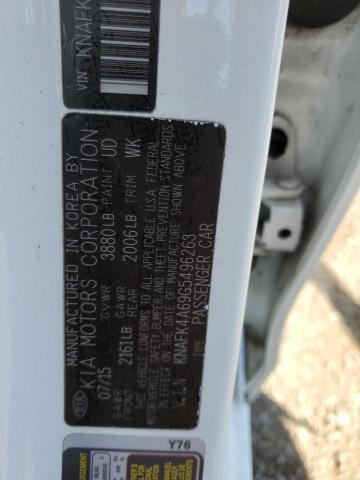 VIN KNAFK
MANUFACTURED IN KOREA BY
KIA MOTORS CORPORATION
07/15 GVWR 3880LB PAINT UD
GAWR FRONT 2161LB GAWR REAR 2006LB TRIM WK
THIS VEHICLE CONFORMS TO ALL APPLICABLE U.S.A. FEDERAL
MOTOR VEHICLE SAFETY, BUMPER, AND THEFT PREVENTION STANDARDS
IN EFFECT ON THE DATE OF MANUFACTURE SHOWN ABOVE
V.I.N. KNAFK4A69G5496263
TYPE PASSENGER CAR
KIA
Y76